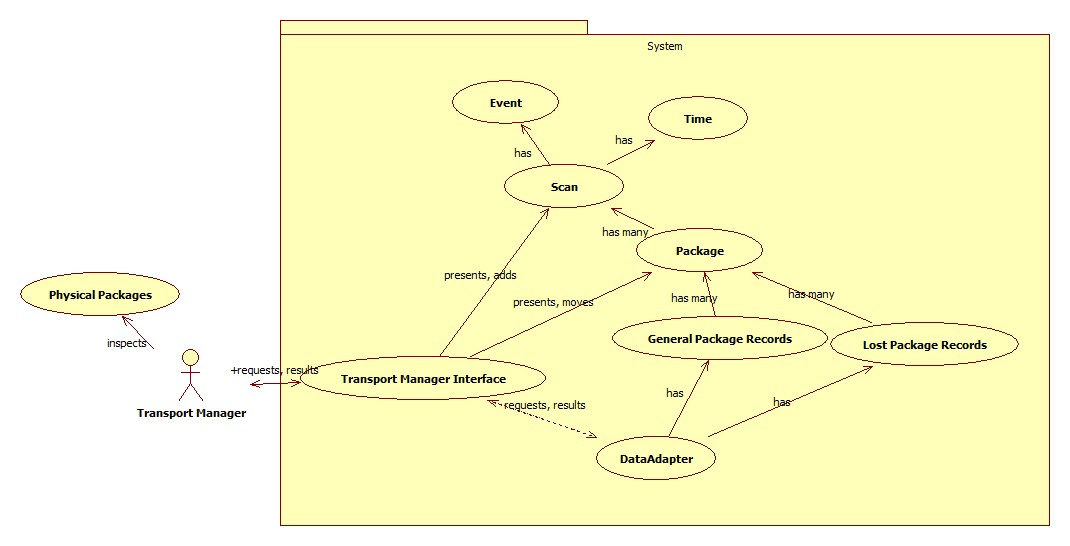 System
Event
Time
has
has
Scan
has many
Package
presents, adds
Physical Packages
presents, moves
has many
has many
inspects
General Package Records
Lost Package Records
+requests, results
Transport Manager Interface
Transport Manager
has
has
requests, results
DataAdapter